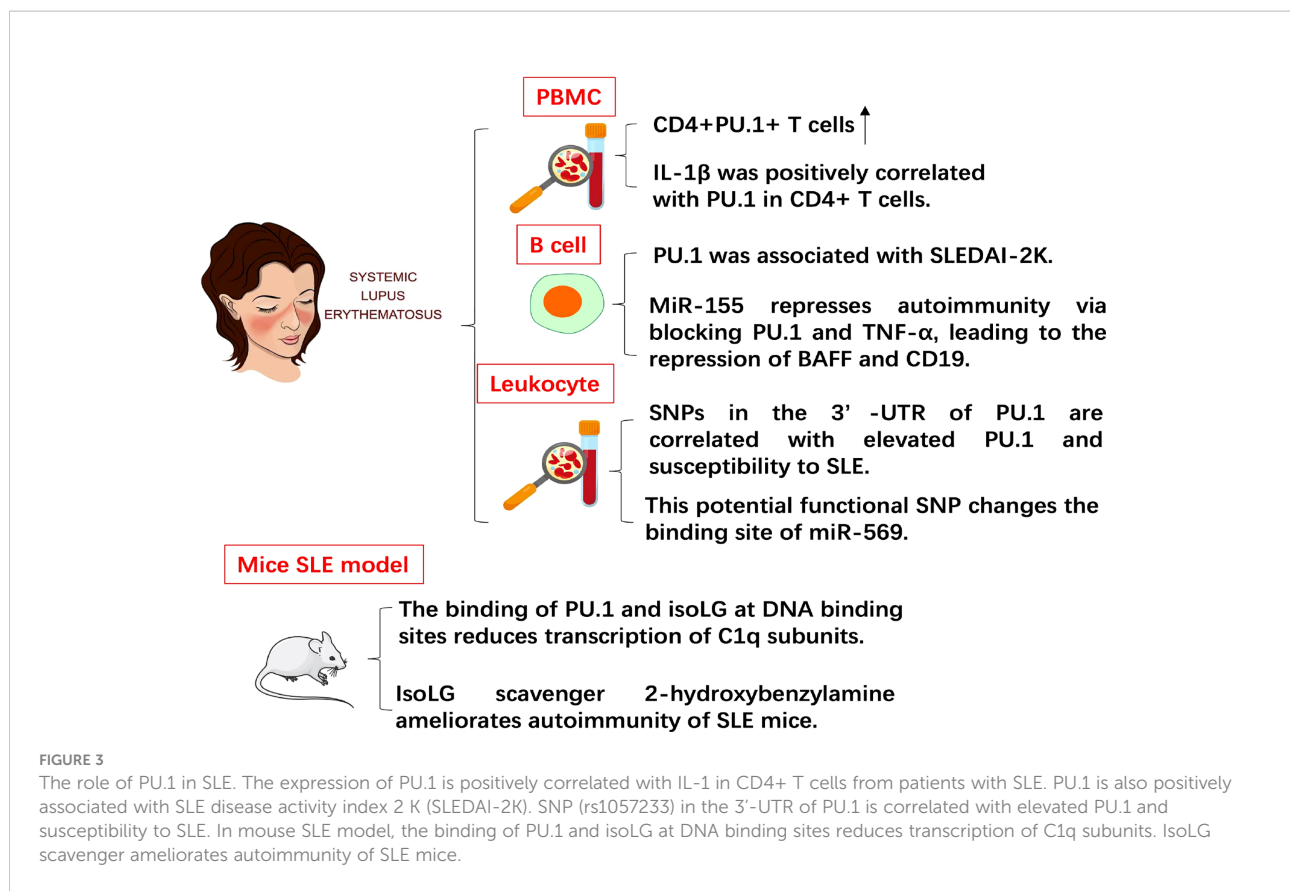 PBMC
CD4+PU.1+ T cells
IL-1β was positively correlated
with PU.1 in CD4+ T cells.
B cell
PU.1 was associated with SLEDAI-2K.
MiR-155 represses autoimmunity via
blocking PU.1 and TNF-α, leading to the
repression of BAFF and CD19.
SYSTEMIC
LUPUS
ERYTHEMATOSUS
Leukocyte
SNPs in the 3' -UTR of PU.1 are
correlated with elevated PU.1 and
susceptibility to SLE.
This potential functional SNP changes the
binding site of miR-569.
Mice SLE model
The binding of PU.1 and isoLG at DNA binding
sites reduces transcription of C1q subunits.
IsoLG scavenger 2-hydroxybenzylamine
ameliorates autoimmunity of SLE mice.
FIGURE 3
The role of PU.1 in SLE. The expression of PU.1 is positively correlated with IL-1 in CD4+ T cells from patients with SLE. PU.1 is also positively
associated with SLE disease activity index 2 K (SLEDAI-2K). SNP (rs1057233) in the 3'-UTR of PU.1 is correlated with elevated PU.1 and
susceptibility to SLE. In mouse SLE model, the binding of PU.1 and isoLG at DNA binding sites reduces transcription of C1q subunits. IsoLG
scavenger ameliorates autoimmunity of SLE mice.